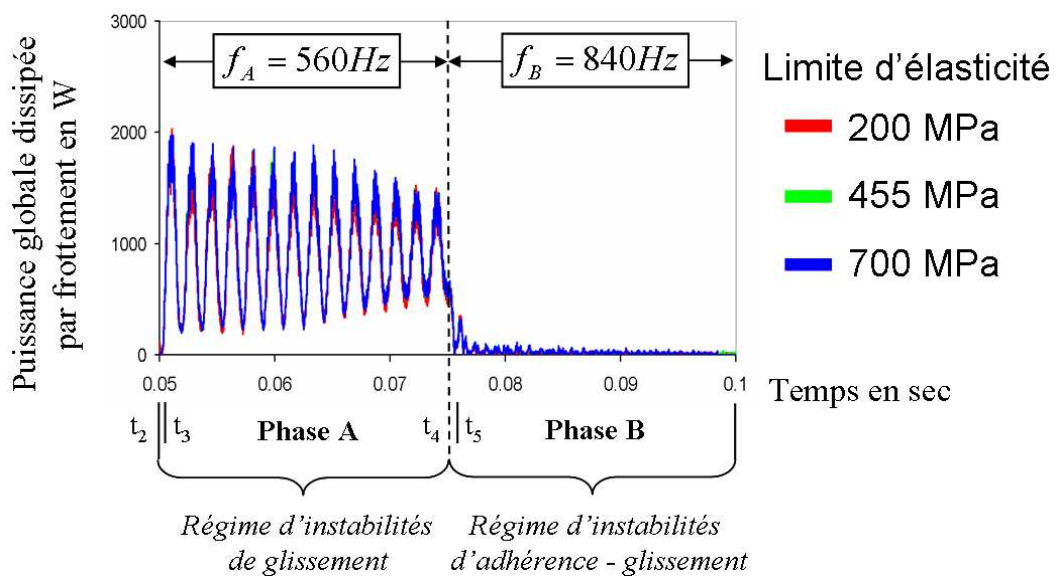 Puissance globale dissipée
par frottement en W
3000
2000
1000
0
f_A = 560Hz
f_B = 840Hz
Limite d'élasticité
200 MPa
455 MPa
700 MPa
0.05
0.06
0.07
0.08
0.09
0.1
Temps en sec
t₂ t₃ Phase A t₄ t₅ Phase B
Régime d'instabilités
de glissement
Régime d'instabilités
d'adhérence - glissement